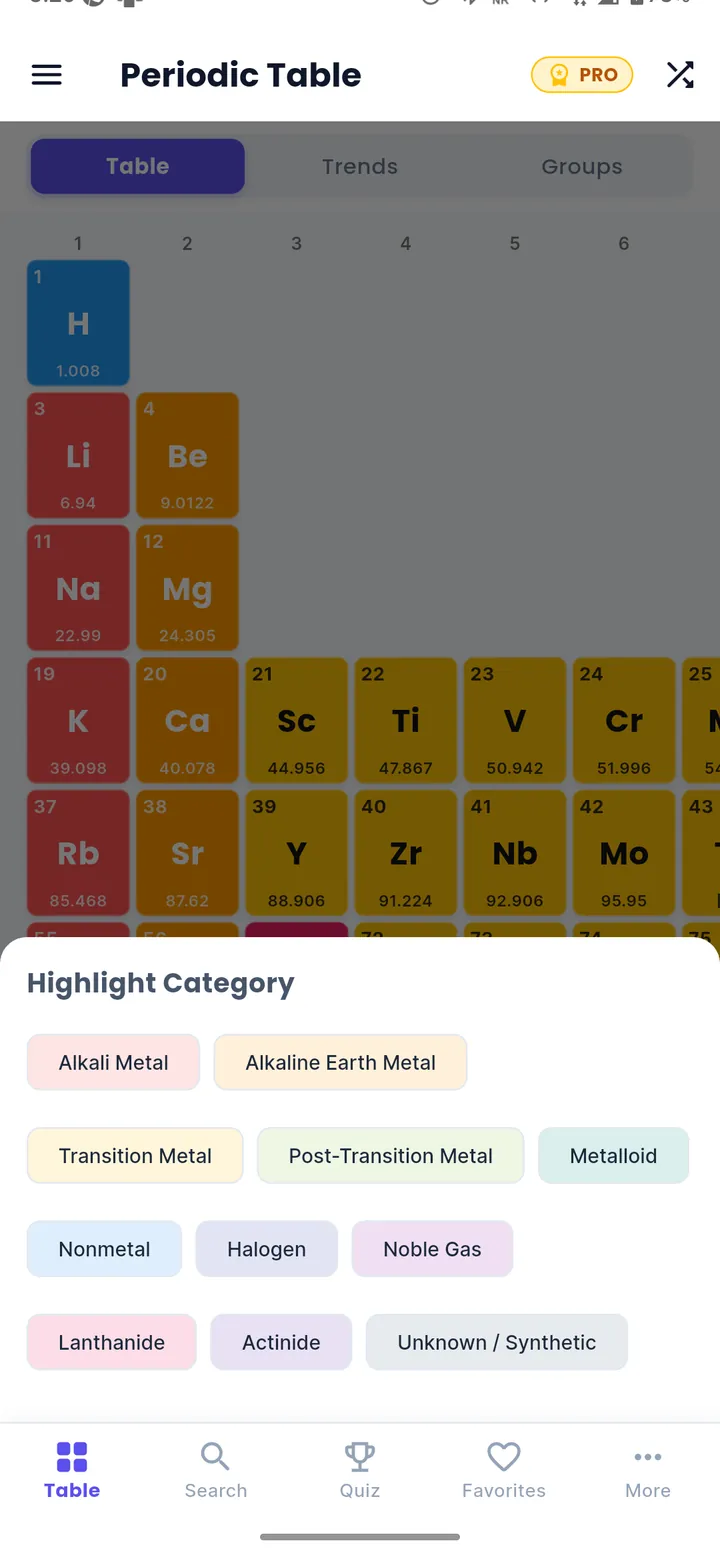 Periodic Table PRO
Table Trends Groups
1 2 3 4 5 6
1
H
1.008
3 4
Li Be
6.94 9.0122
11 12
Na Mg
22.99 24.305
19 20 21 22 23 24 25
K Ca Sc Ti V Cr
39.098 40.078 44.956 47.867 50.942 51.996
37 38 39 40 41 42 43
Rb Sr Y Zr Nb Mo
85.468 87.62 88.906 91.224 92.906 95.95
Highlight Category
Alkali Metal Alkaline Earth Metal
Transition Metal Post-Transition Metal Metalloid
Nonmetal Halogen Noble Gas
Lanthanide Actinide Unknown / Synthetic
Table Search Quiz Favorites More